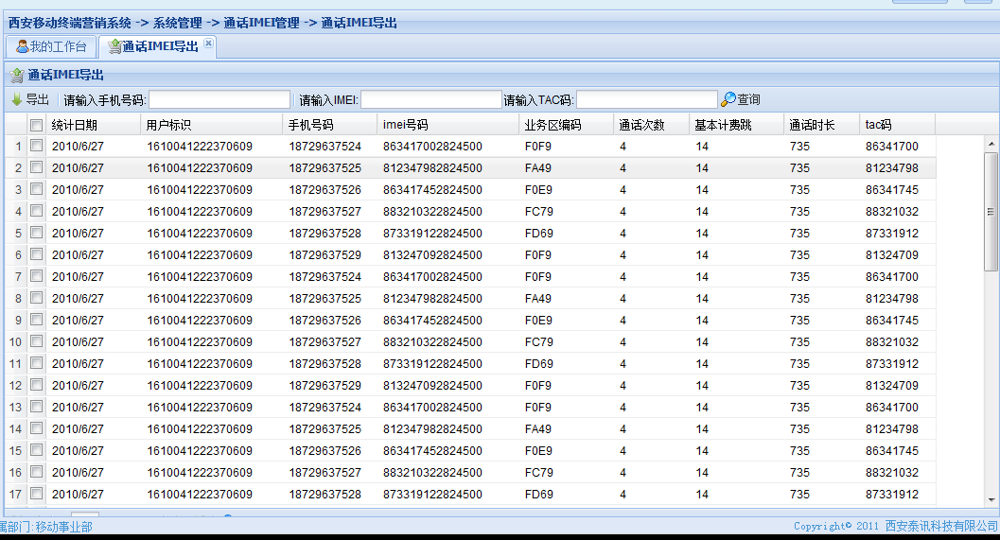 西安移动终端营销系统 -> 系统管理 -> 通话IMEI管理 -> 通话IMEI导出
我的工作台 通话IMEI导出
通话IMEI导出
导出 请输入手机号码: 请输入IMEI: 请输入TAC码: 查询
统计日期 用户标识 手机号码 imei号码 业务区编码 通话次数 基本计费跳 通话时长 tac码
1 2010/6/27 1610041222370609 18729637524 863417002824500 F0F9 4 14 735 86341700
2 2010/6/27 1610041222370609 18729637525 812347982824500 FA49 4 14 735 81234798
3 2010/6/27 1610041222370609 18729637526 863417452824500 F0E9 4 14 735 86341745
4 2010/6/27 1610041222370609 18729637527 883210322824500 FC79 4 14 735 88321032
5 2010/6/27 1610041222370609 18729637528 873319122824500 FD69 4 14 735 87331912
6 2010/6/27 1610041222370609 18729637529 813247092824500 F0F9 4 14 735 81324709
7 2010/6/27 1610041222370609 18729637524 863417002824500 F0F9 4 14 735 86341700
8 2010/6/27 1610041222370609 18729637525 812347982824500 FA49 4 14 735 81234798
9 2010/6/27 1610041222370609 18729637526 863417452824500 F0E9 4 14 735 86341745
10 2010/6/27 1610041222370609 18729637527 883210322824500 FC79 4 14 735 88321032
11 2010/6/27 1610041222370609 18729637528 873319122824500 FD69 4 14 735 87331912
12 2010/6/27 1610041222370609 18729637529 813247092824500 F0F9 4 14 735 81324709
13 2010/6/27 1610041222370609 18729637524 863417002824500 F0F9 4 14 735 86341700
14 2010/6/27 1610041222370609 18729637525 812347982824500 FA49 4 14 735 81234798
15 2010/6/27 1610041222370609 18729637526 863417452824500 F0E9 4 14 735 86341745
16 2010/6/27 1610041222370609 18729637527 883210322824500 FC79 4 14 735 88321032
17 2010/6/27 1610041222370609 18729637528 873319122824500 FD69 4 14 735 87331912
属部门:移动事业部 Copyright© 2011 西安泰讯科技有限公司